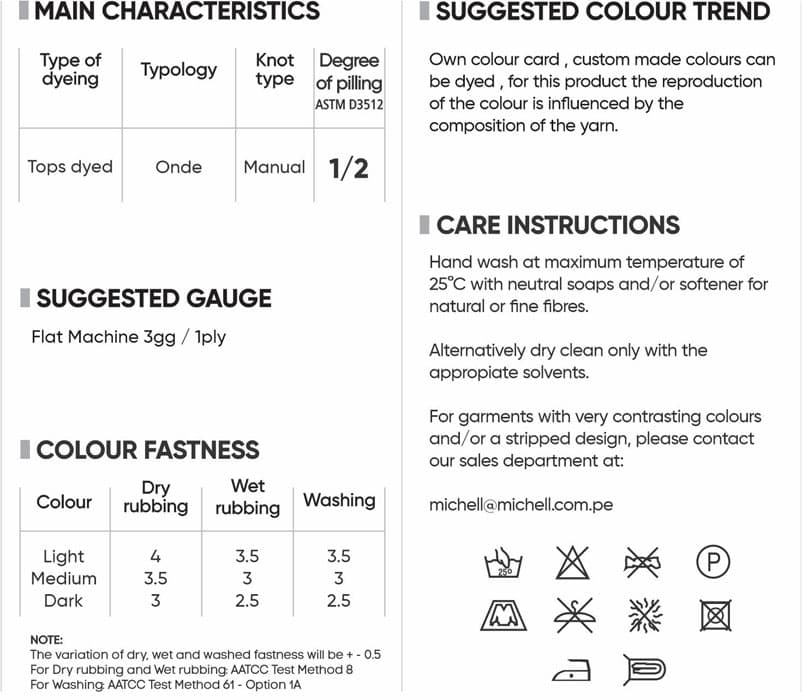 MAIN CHARACTERISTICS
Type of dyeing Typology Knot type Degree of pilling ASTM D3512
Tops dyed Onde Manual 1/2
SUGGESTED GAUGE
Flat Machine 3gg / 1ply
COLOUR FASTNESS
Colour Dry rubbing Wet rubbing Washing
Light 4 3.5 3.5
Medium 3.5 3 3
Dark 3 2.5 2.5
NOTE:
The variation of dry, wet and washed fastness will be + - 0.5
For Dry rubbing and Wet rubbing: AATCC Test Method 8
For Washing: AATCC Test Method 61 - Option 1A
SUGGESTED COLOUR TREND
Own colour card , custom made colours can
be dyed , for this product the reproduction
of the colour is influenced by the
composition of the yarn.
CARE INSTRUCTIONS
Hand wash at maximum temperature of
25°C with neutral soaps and/or softener for
natural or fine fibres.
Alternatively dry clean only with the
appropiate solvents.
For garments with very contrasting colours
and/or a stripped design, please contact
our sales department at:
michell@michell.com.pe
25°
P